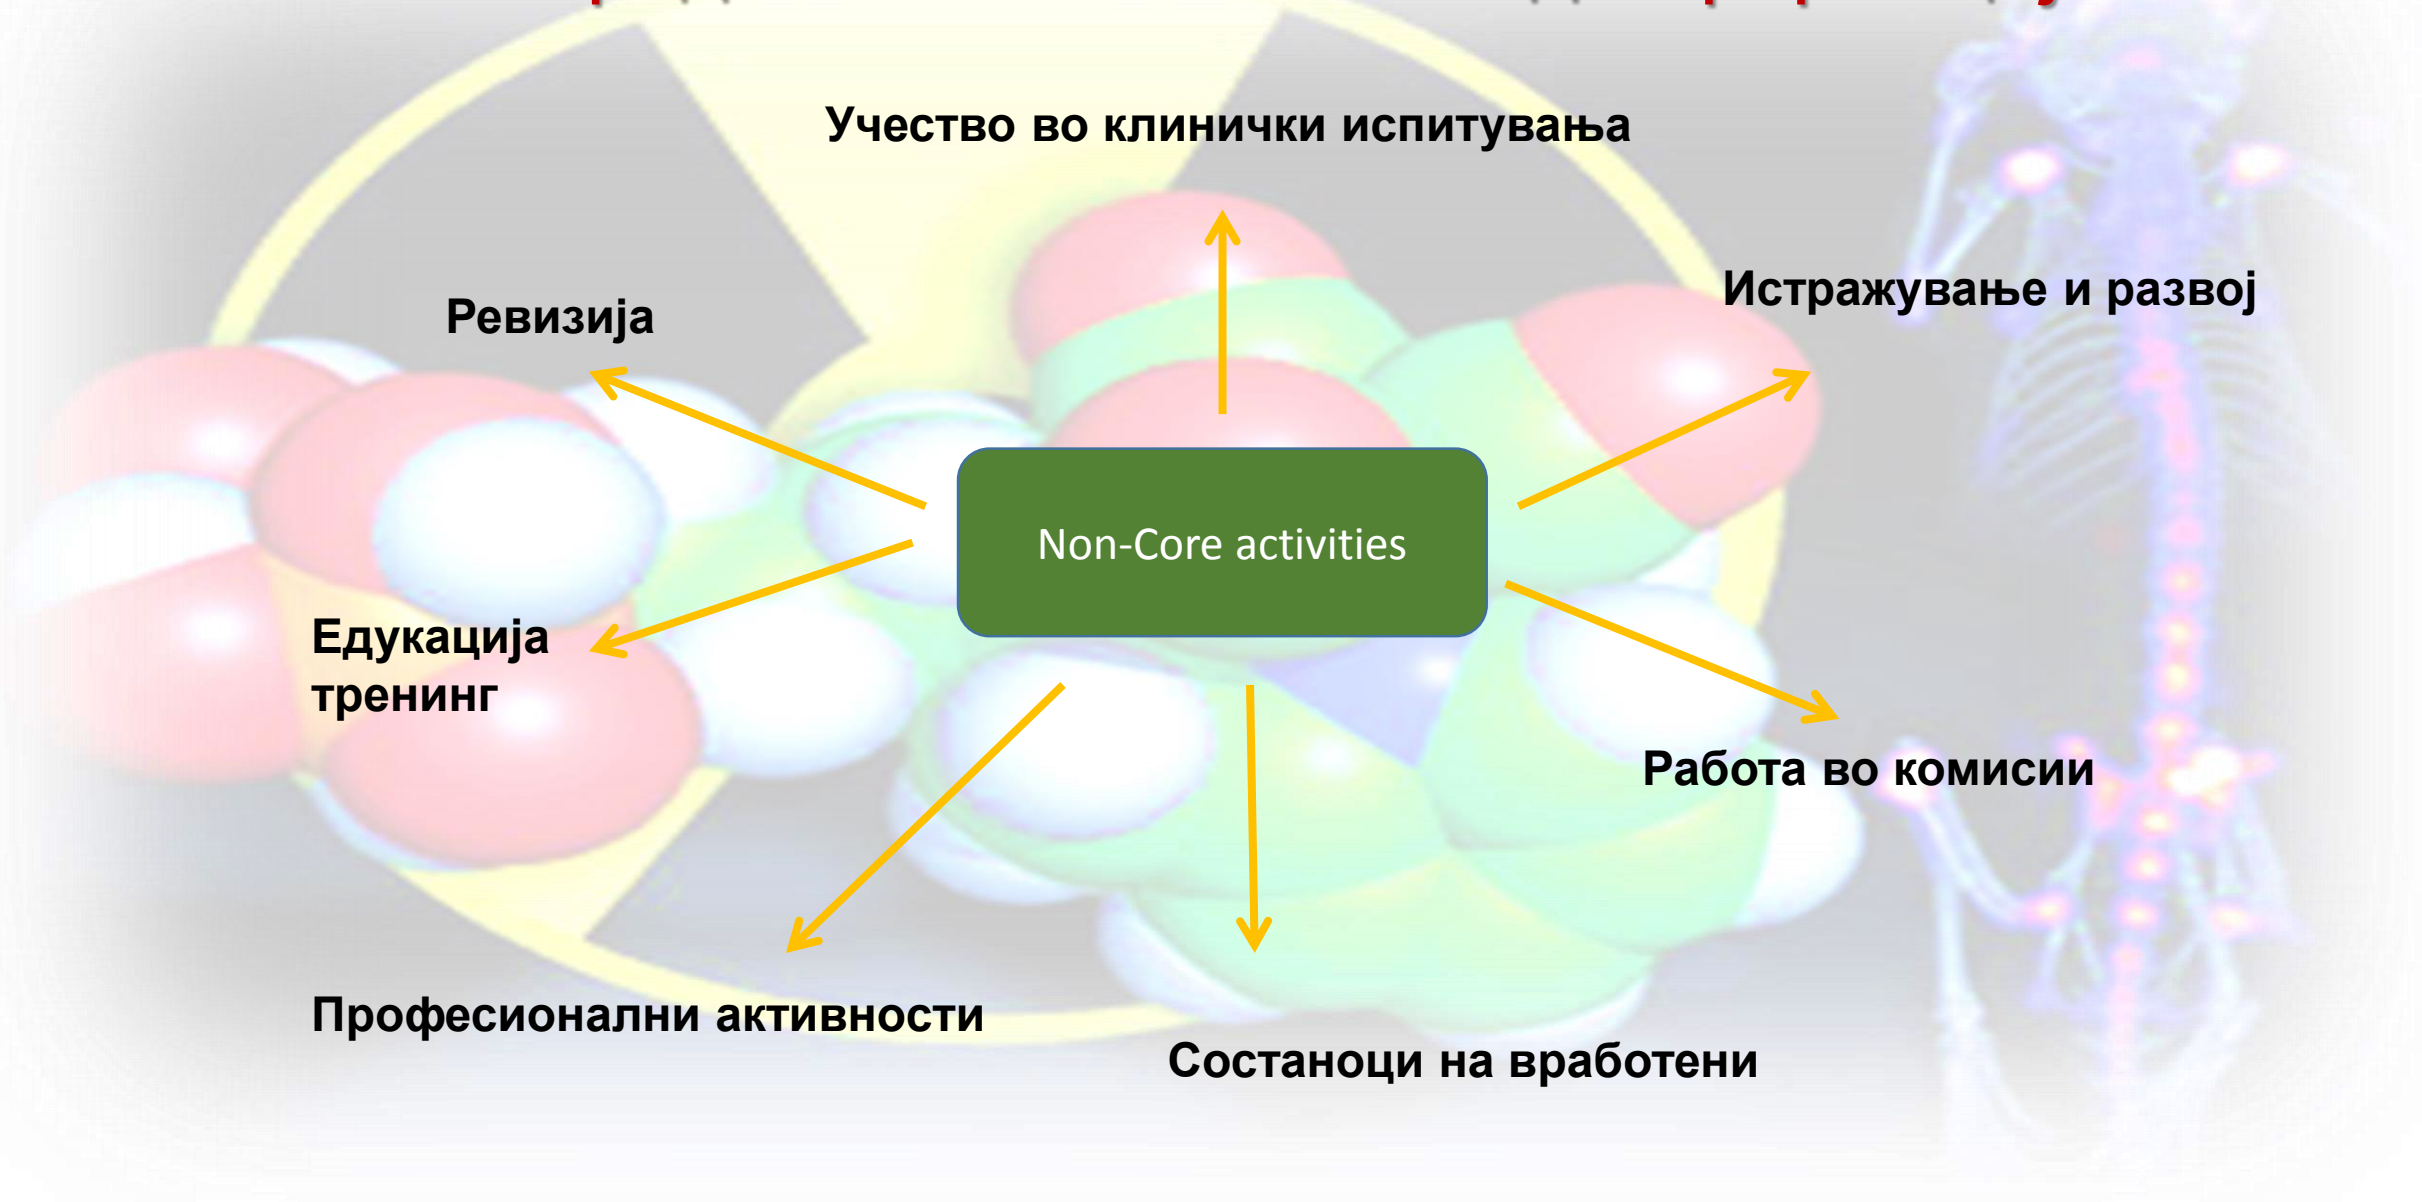 Учество во клинички испитувања
Истражување и развој
Ревизија
Non-Core activities
Едукација
тренинг
Работа во комисии
Професионални активности
Состаноци на вработени